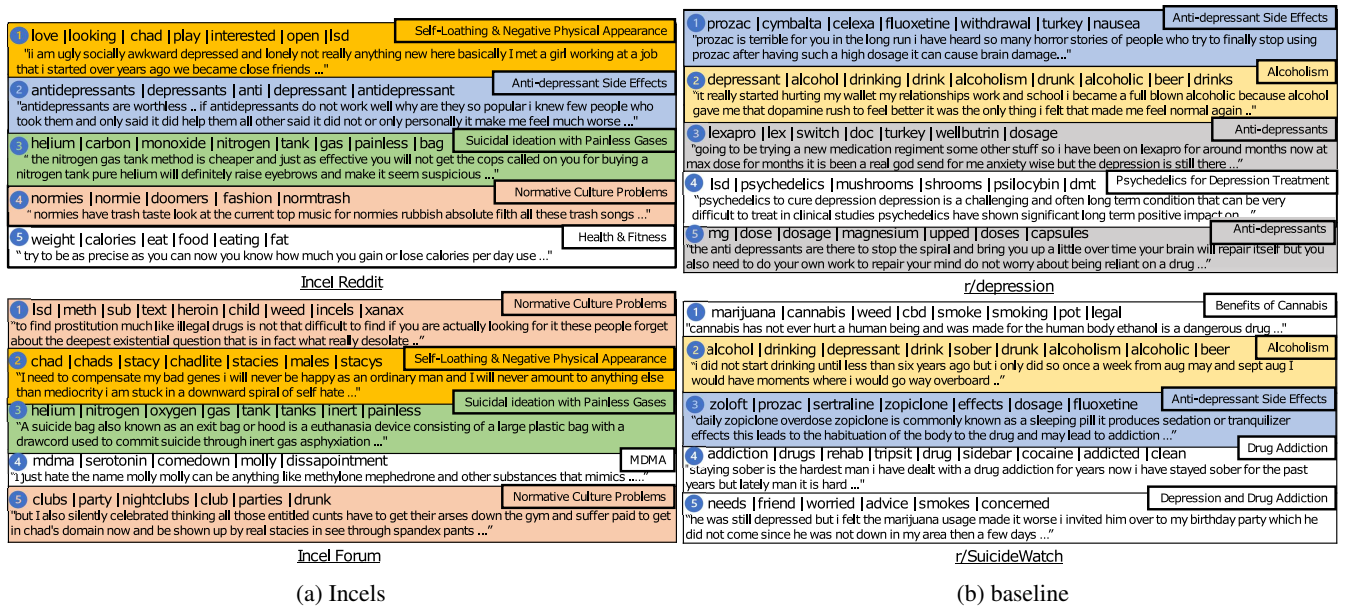 1 love | looking | chad | play | interested | open | lsd
Self-Loathing & Negative Physical Appearance
"ii am ugly socially awkward depressed and lonely not really anything new here basically I met a girl working at a job
that i started over years ago we became close friends ..."
2 antidepressants | depressants | anti | depressant | antidepressant
Anti-depressant Side Effects
"antidepressants are worthless .. if antidepressants do not work well why are they so popular i knew few people who
took them and only said it did help them all other said it did not or only personally it make me feel much worse ..."
3 helium | carbon | monoxide | nitrogen | tank | gas | painless | bag
Suicidal ideation with Painless Gases
" the nitrogen gas tank method is cheaper and just as effective you will not get the cops called on you for buying a
nitrogen tank pure helium will definitely raise eyebrows and make it seem suspicious ..."
4 normies | normie | doomers | fashion | normtrash
Normative Culture Problems
" normies have trash taste look at the current top music for normies rubbish absolute filth all these trash songs ..."
5 weight | calories | eat | food | eating | fat
Health & Fitness
" try to be as precise as you can now you know how much you gain or lose calories per day use ..."
Incel Reddit
1 lsd | meth | sub | text | heroin | child | weed | incels | xanax
Normative Culture Problems
"to find prostitution much like illegal drugs is not that difficult to find if you are actually looking for it these people forget
about the deepest existential question that is in fact what really desolate .."
2 chad | chads | stacy | chadlite | stacies | males | stacys
Self-Loathing & Negative Physical Appearance
"I need to compensate my bad genes i will never be happy as an ordinary man and I will never amount to anything else
than mediocrity i am stuck in a downward spiral of self hate ..."
3 helium | nitrogen | oxygen | gas | tank | tanks | inert | painless
Suicidal ideation with Painless Gases
"A suicide bag also known as an exit bag or hood is a euthanasia device consisting of a large plastic bag with a
drawcord used to commit suicide through inert gas asphyxiation ..."
4 mdma | serotonin | comedown | molly | dissapointment
MDMA
"i just hate the name molly molly can be anything like methylone mephedrone and other substances that mimics ....."
5 clubs | party | nightclubs | club | parties | drunk
Normative Culture Problems
"but I also silently celebrated thinking all those entitled cunts have to get their arses down the gym and suffer paid to get
in chad's domain now and be shown up by real stacies in see through spandex pants ..."
Incel Forum
(a) Incels
1 prozac | cymbalta | celexa | fluoxetine | withdrawal | turkey | nausea
Anti-depressant Side Effects
"prozac is terrible for you in the long run i have heard so many horror stories of people who try to finally stop using
prozac after having such a high dosage it can cause brain damage..."
2 depressant | alcohol | drinking | drink | alcoholism | drunk | alcoholic | beer | drinks
Alcoholism
"it really started hurting my wallet my relationships work and school i became a full blown alcoholic because alcohol
gave me that dopamine rush to feel better it was the only thing i felt that made me feel normal again .."
3 lexapro | lex | switch | doc | turkey | wellbutrin | dosage
Anti-depressants
"going to be trying a new medication regiment some other stuff so i have been on lexapro for around months now at
max dose for months it is been a real god send for me anxiety wise but the depression is still there ..."
4 lsd | psychedelics | mushrooms | shrooms | psilocybin | dmt
Psychedelics for Depression Treatment
"psychedelics to cure depression depression is a challenging and often long term condition that can be very
difficult to treat in clinical studies psychedelics have shown significant long term positive impact on .."
5 mg | dose | dosage | magnesium | upped | doses | capsules
Anti-depressants
"the anti depressants are there to stop the spiral and bring you up a little over time your brain will repair itself but you
also need to do your own work to repair your mind do not worry about being reliant on a drug ..."
r/depression
1 marijuana | cannabis | weed | cbd | smoke | smoking | pot | legal
Benefits of Cannabis
"cannabis has not ever hurt a human being and was made for the human body ethanol is a dangerous drug ..."
2 alcohol | drinking | depressant | drink | sober | drunk | alcoholism | alcoholic | beer
Alcoholism
"i did not start drinking until less than six years ago but i only did so once a week from aug may and sept aug I
would have moments where i would go way overboard .."
3 zoloft | prozac | sertraline | zopiclone | effects | dosage | fluoxetine
Anti-depressant Side Effects
"daily zopiclone overdose zopiclone is commonly known as a sleeping pill it produces sedation or tranquilizer
effects this leads to the habituation of the body to the drug and may lead to addiction ..."
4 addiction | drugs | rehab | tripsit | drug | sidebar | cocaine | addicted | clean
Drug Addiction
"staying sober is the hardest man i have dealt with a drug addiction for years now i have stayed sober for the past
years but lately man it is hard ..."
5 needs | friend | worried | advice | smokes | concerned
Depression and Drug Addiction
"he was still depressed but i felt the marijuana usage made it worse i invited him over to my birthday party which he
did not come since he was not down in my area then a few days ..."
r/SuicideWatch
(b) baseline